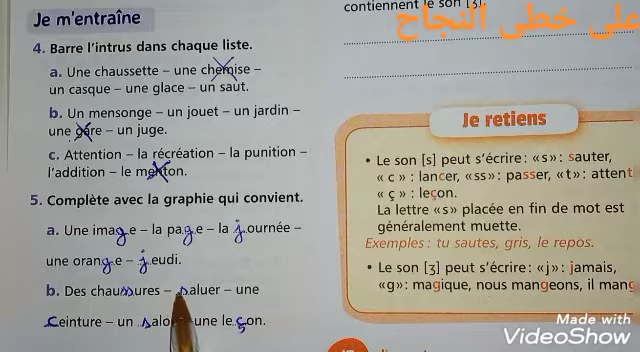 Je m'entraîne
4. Barre l'intrus dans chaque liste.
a. Une chaussette – une chemise –
un casque – une glace – un saut.
b. Un mensonge – un jouet – un jardin –
une gare – un juge.
c. Attention – la récréation – la punition –
l'addition – le menton.
5. Complète avec la graphie qui convient.
a. Une image – la page – la journée –
une orange – jeudi.
b. Des chaussures – saluer – une
Ceinture – un – une leçon.
contiennent le son [ʒ].
على خطى النجاح
Je retiens
• Le son [s] peut s'écrire : «s» : sauter,
« c » : lancer, «ss» : passer, «t» : attent
« ç » : leçon.
La lettre «s» placée en fin de mot est
généralement muette.
Exemples : tu sautes, gris, le repos.
• Le son [ʒ] peut s'écrire : «j» : jamais,
«g» : magique, nous mangeons, il mang
Made with
VideoShow